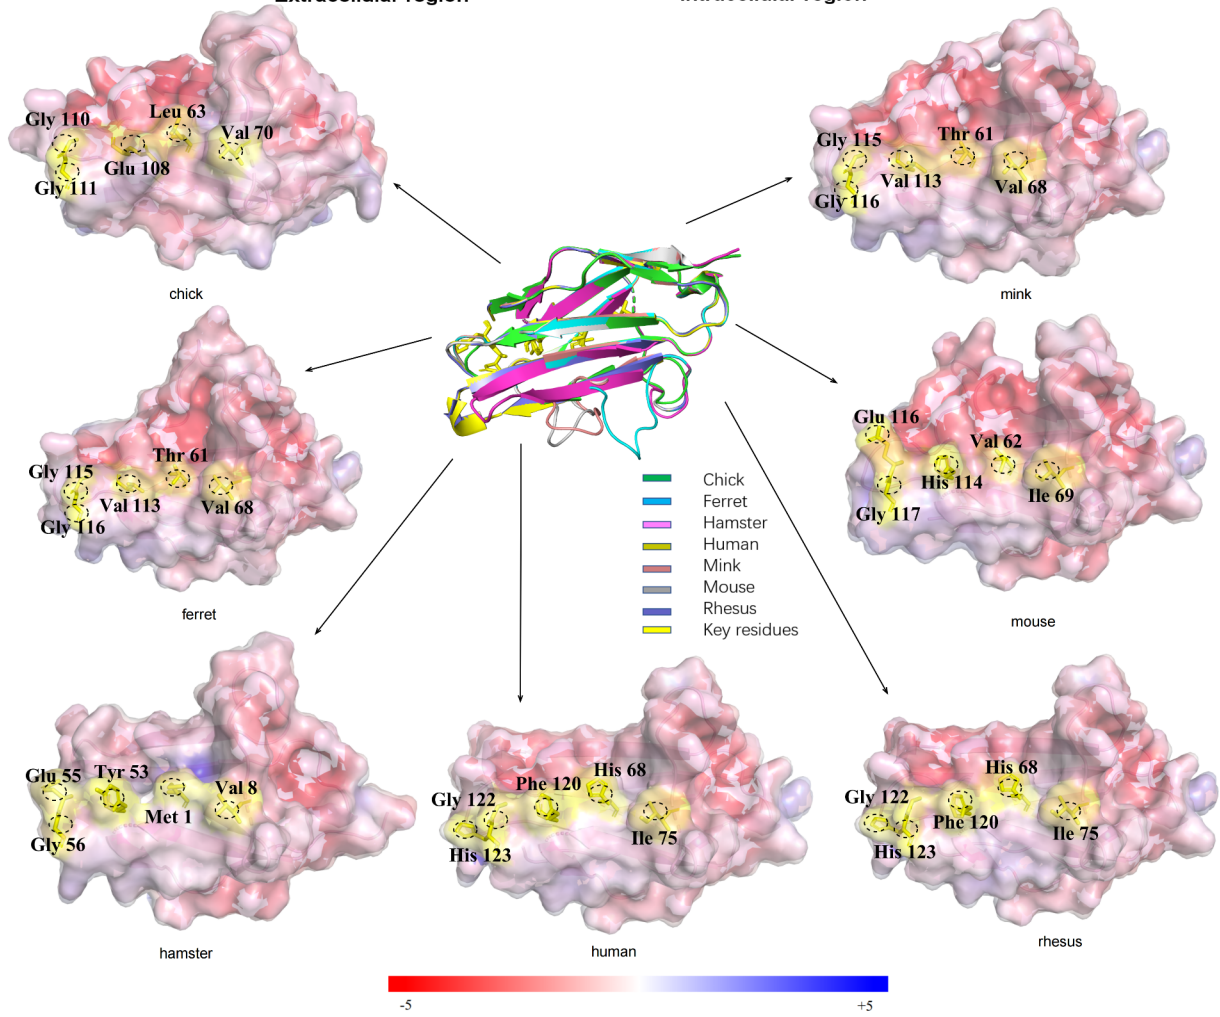 Extracellular region
Intracellular region
Gly 110
Leu 63
Val 70
Glu 108
Gly 111
chick
Gly 115
Thr 61
Val 113
Val 68
Gly 116
mink
Gly 115
Thr 61
Val 113
Val 68
Gly 116
ferret
Glu 116
Val 62
His 114
Ile 69
Gly 117
mouse
Chick
Ferret
Hamster
Human
Mink
Mouse
Rhesus
Key residues
Glu 55
Tyr 53
Val 8
Met 1
Gly 56
hamster
His 68
Phe 120
Gly 122
Ile 75
His 123
human
His 68
Gly 122
Phe 120
Ile 75
His 123
rhesus
-5
+5